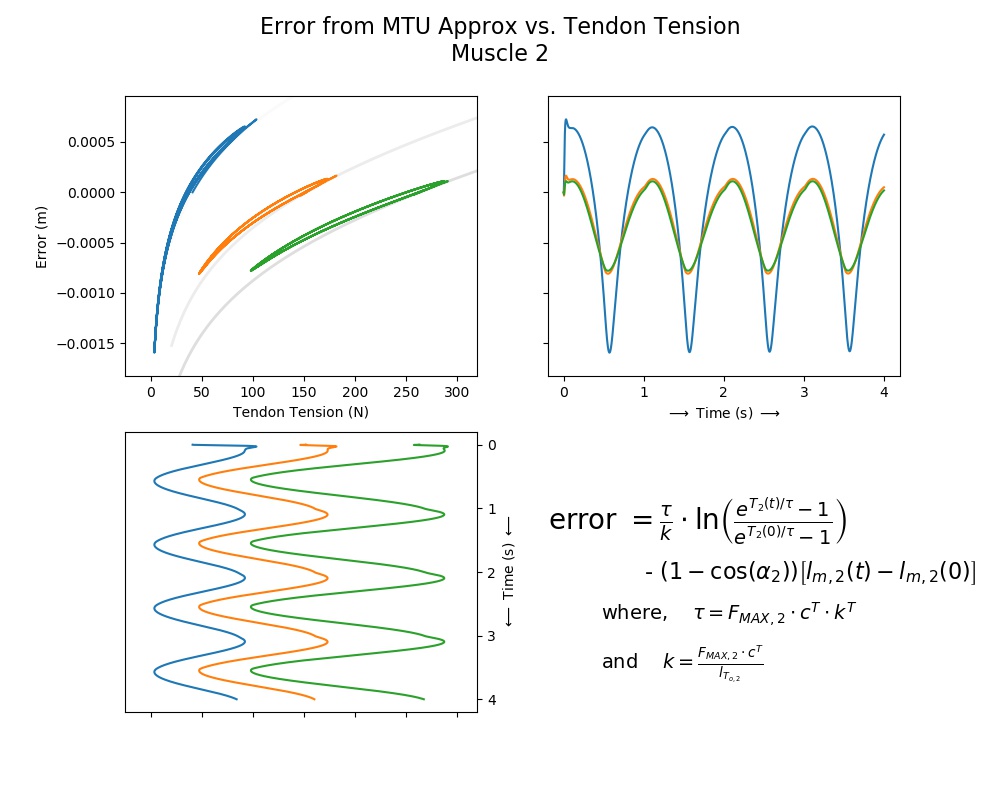 Error from MTU Approx vs. Tendon Tension
Muscle 2
0.0005
0.0000
−0.0005
−0.0010
−0.0015
Error (m)
0 50 100 150 200 250 300
Tendon Tension (N)
0 1 2 3 4
⟶ Time (s) ⟶
0
1
2
3
4
⟵ Time (s) ⟵
error = τ/k · ln((e^{T_2(t)/τ} − 1)/(e^{T_2(0)/τ} − 1))
- (1 − cos(α_2))[l_{m,2}(t) − l_{m,2}(0)]
where, τ = F_{MAX,2} · c^T · k^T
and k = (F_{MAX,2} · c^T)/l_{T_{o,2}}